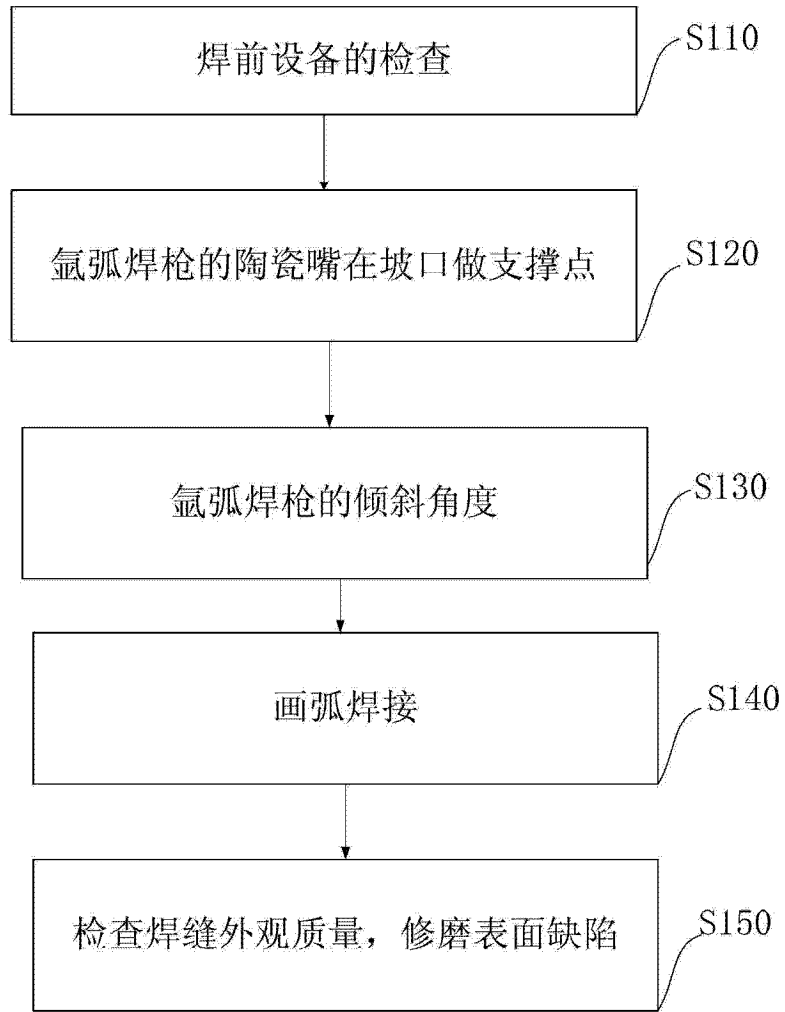 焊前设备的检查
S110
氩弧焊枪的陶瓷嘴在坡口做支撑点
S120
氩弧焊枪的倾斜角度
S130
画弧焊接
S140
检查焊缝外观质量，修磨表面缺陷
S150